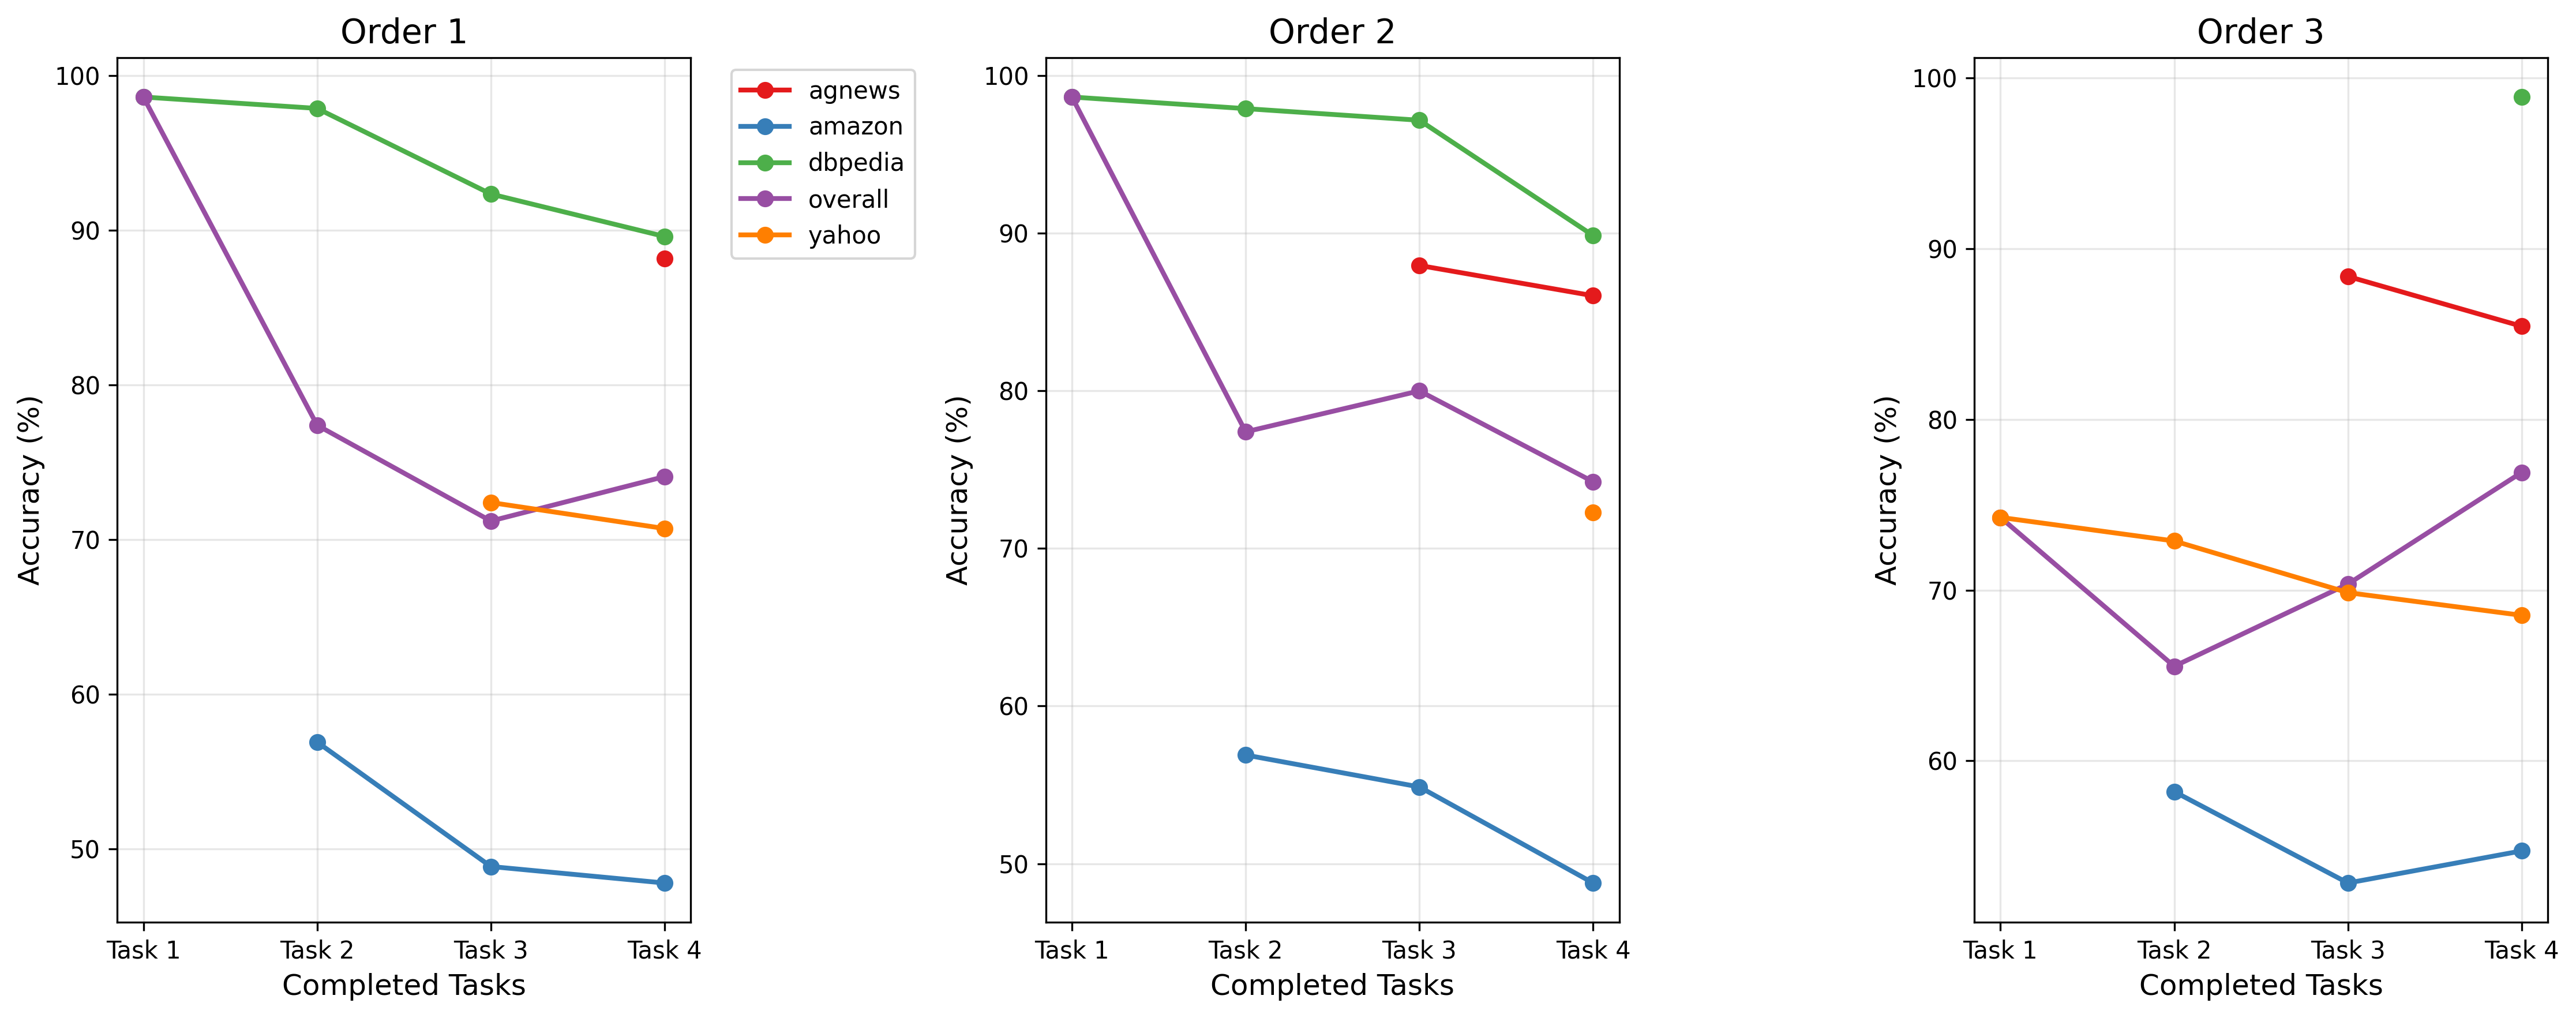 Order 1
Accuracy (%)
100
90
80
70
60
50
Task 1 Task 2 Task 3 Task 4
Completed Tasks
agnews
amazon
dbpedia
overall
yahoo
Order 2
Accuracy (%)
100
90
80
70
60
50
Task 1 Task 2 Task 3 Task 4
Completed Tasks
Order 3
Accuracy (%)
100
90
80
70
60
Task 1 Task 2 Task 3 Task 4
Completed Tasks